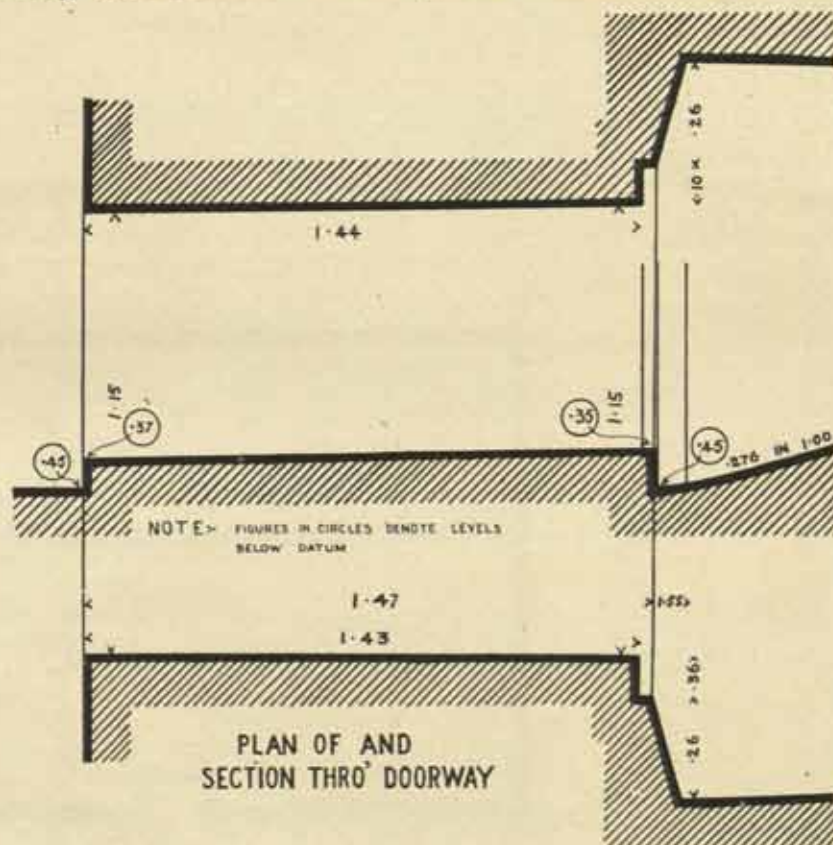 ·26
·10
1·44
1·15
·37
·45
·35
1·15
·45
·276 IN 1·00
NOTE> FIGURES IN CIRCLES DENOTE LEVELS
BELOW DATUM
1·47
1·43
·36
·26
PLAN OF AND
SECTION THRO' DOORWAY